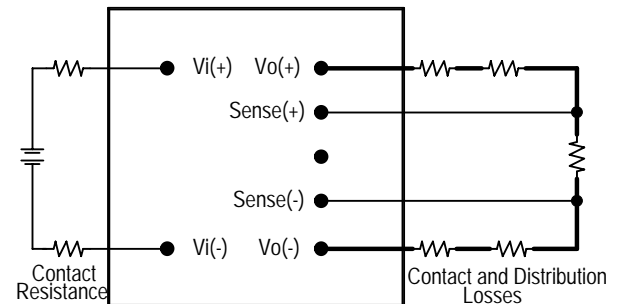 Vi(+) Vo(+)
Sense(+)
Sense(-)
Vi(-) Vo(-)
Contact
Resistance
Contact and Distribution
Losses